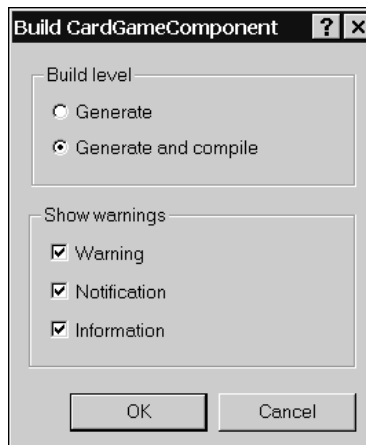 Build CardGameComponent ? ×
Build level
Generate
Generate and compile
Show warnings
Warning
Notification
Information
OK Cancel